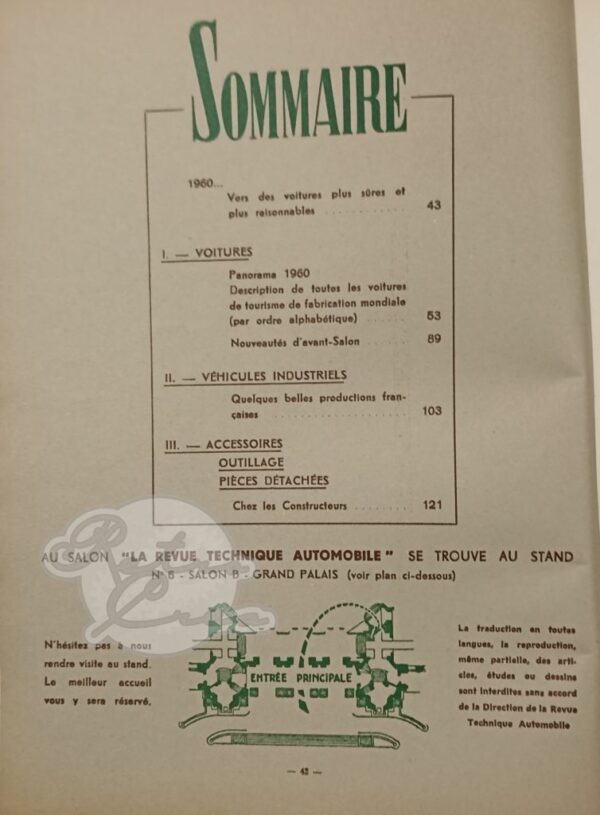 SOMMAIRE
1960...
Vers des voitures plus sûres et
plus raisonnables .......... 43
I. — VOITURES
Panorama 1960
Description de toutes les voitures
de tourisme de fabrication mondiale
(par ordre alphabétique) ...... 53
Nouveautés d'avant-Salon ...... 89
II. — VÉHICULES INDUSTRIELS
Quelques belles productions fran-
çaises .......... 103
III. — ACCESSOIRES
OUTILLAGE
PIÈCES DÉTACHÉES
Chez les Constructeurs .......... 121
AU SALON "LA REVUE TECHNIQUE AUTOMOBILE" SE TROUVE AU STAND
N° 5 - SALON B - GRAND PALAIS (voir plan ci-dessous)
N'hésitez pas à nous
rendre visite au stand.
Le meilleur accueil
vous y sera réservé.
ENTRÉE PRINCIPALE
La traduction en toutes
langues, la reproduction,
même partielle, des arti-
cles, études ou dessins
sont interdites sans accord
de la Direction de la Revue
Technique Automobile
— 42 —